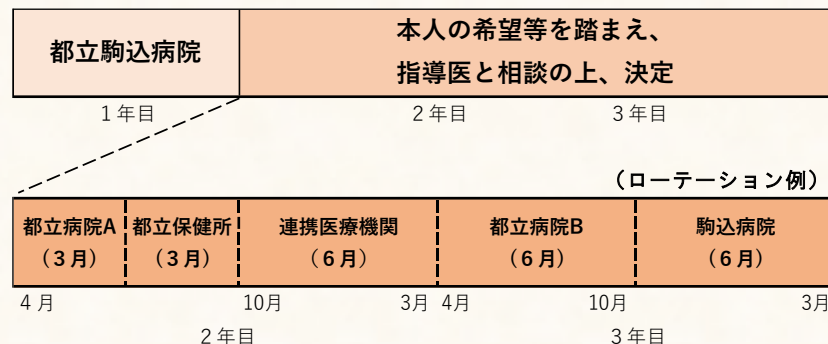 都立駒込病院
本人の希望等を踏まえ、
指導医と相談の上、決定
1年目
2年目
3年目
（ローテーション例）
都立病院A
（３月）
都立保健所
（３月）
連携医療機関
（６月）
都立病院B
（６月）
駒込病院
（６月）
4月
10月
3月
4月
10月
3月
2年目
3年目